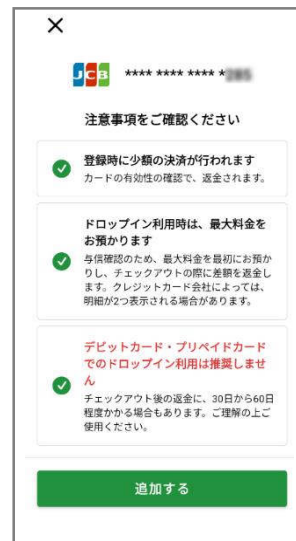 JCB **** **** **** *
注意事項をご確認ください
登録時に少額の決済が行われます
カードの有効性の確認で、返金されます。
ドロップイン利用時は、最大料金を
お預かります
与信確認のため、最大料金を最初にお預か
りし、チェックアウトの際に差額を返金し
ます。クレジットカード会社によっては、
明細が2つ表示される場合があります。
デビットカード・プリペイドカード
でのドロップイン利用は推奨しませ
ん
チェックアウト後の返金に、30日から60日
程度かかる場合もあります。ご理解の上ご
使用ください。
追加する